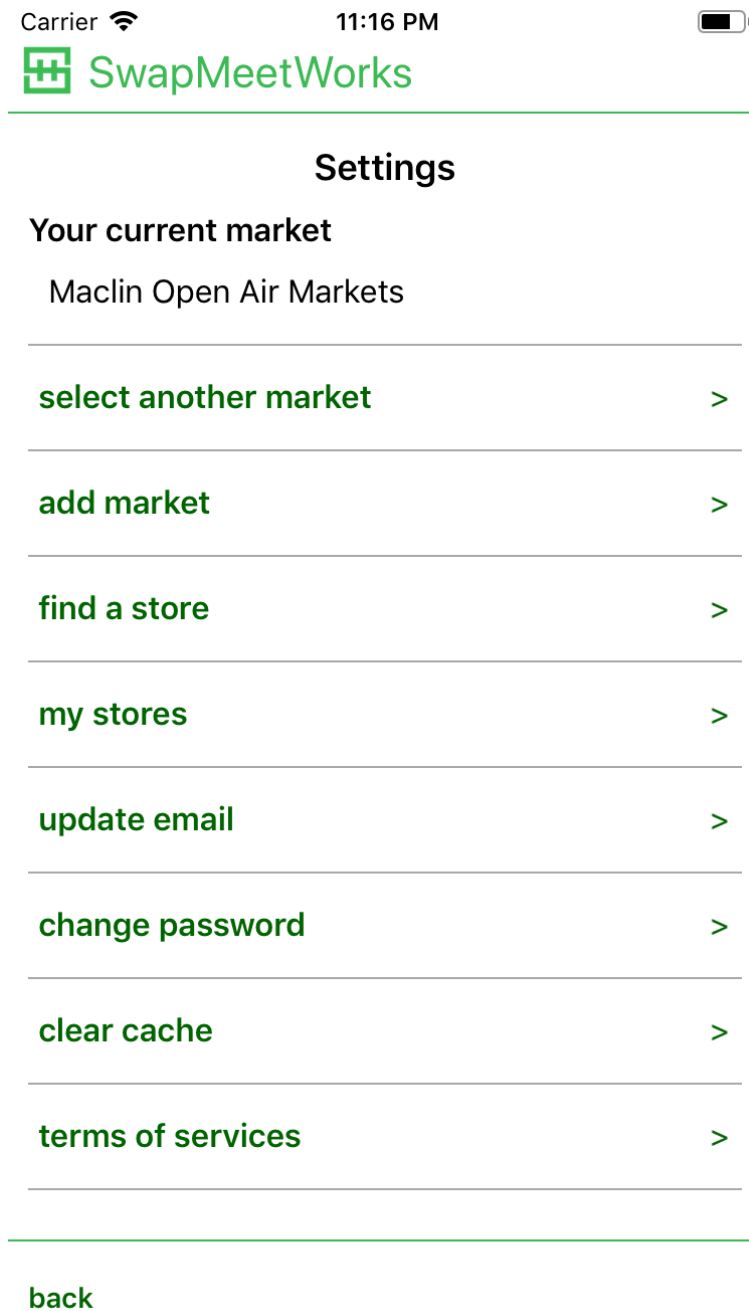 Carrier 11:16 PM
SwapMeetWorks
Settings
Your current market
Maclin Open Air Markets
select another market >
add market >
find a store >
my stores >
update email >
change password >
clear cache >
terms of services >
back